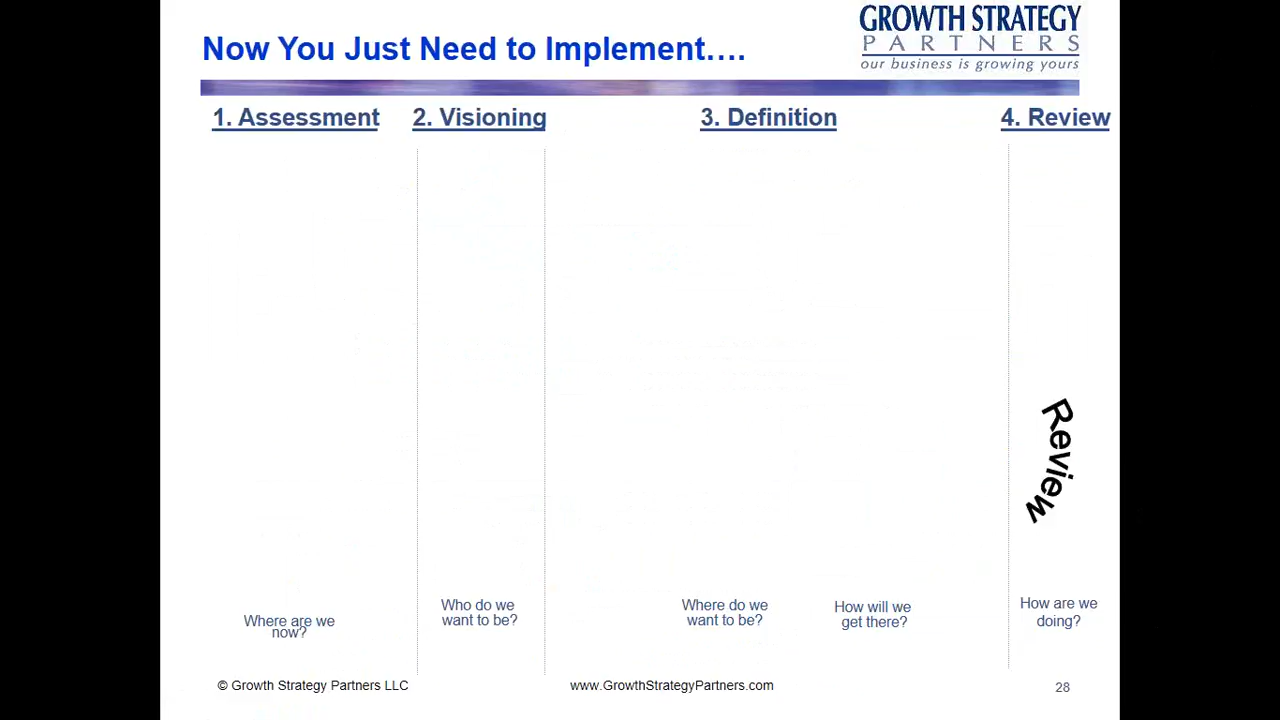 Now You Just Need to Implement….
GROWTH STRATEGY
PARTNERS
our business is growing yours
1. Assessment
2. Visioning
3. Definition
4. Review
Review
Where are we
now?
Who do we
want to be?
Where do we
want to be?
How will we
get there?
How are we
doing?
© Growth Strategy Partners LLC
www.GrowthStrategyPartners.com
28